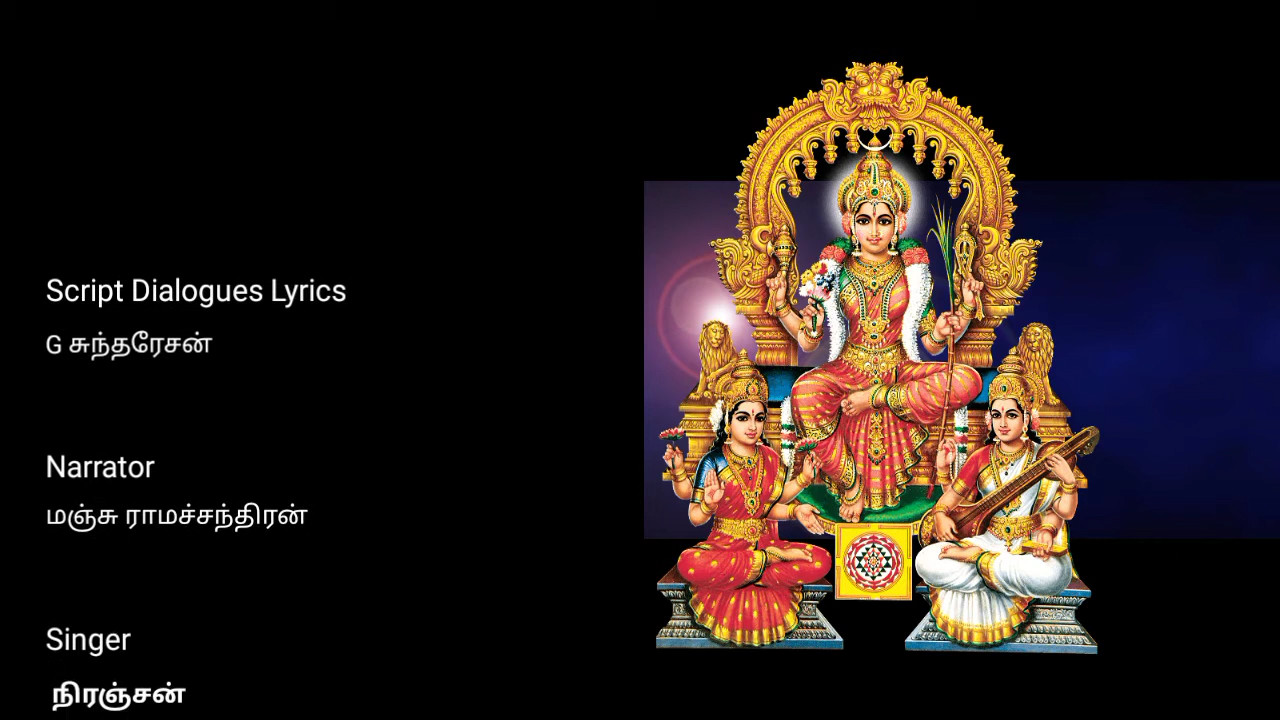 Script Dialogues Lyrics
G சுந்தரேசன்
Narrator
மஞ்சு ராமச்சந்திரன்
Singer
நிரஞ்சன்